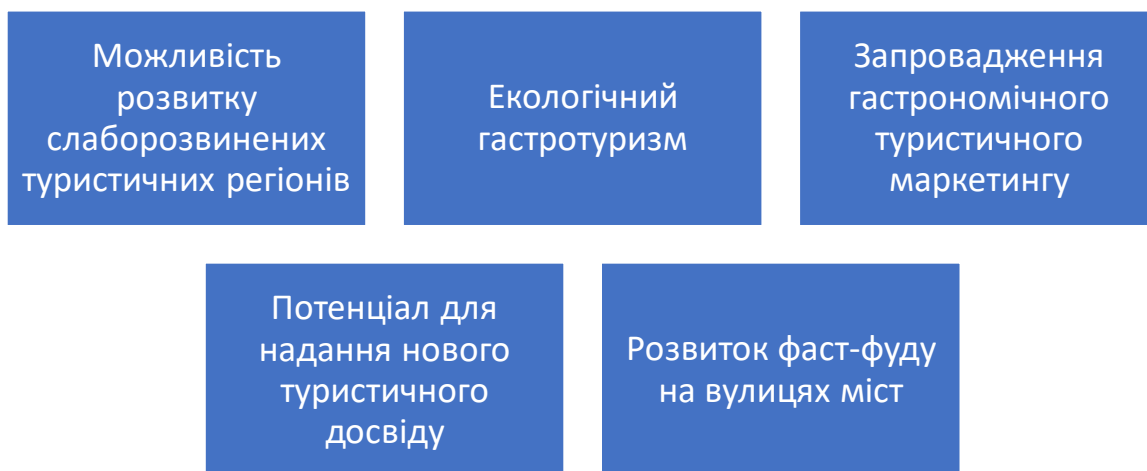 Можливість
розвитку
слаборозвинених
туристичних регіонів
Екологічний
гастротуризм
Запровадження
гастрономічного
туристичного
маркетингу
Потенціал для
надання нового
туристичного
досвіду
Розвиток фаст-фуду
на вулицях міст